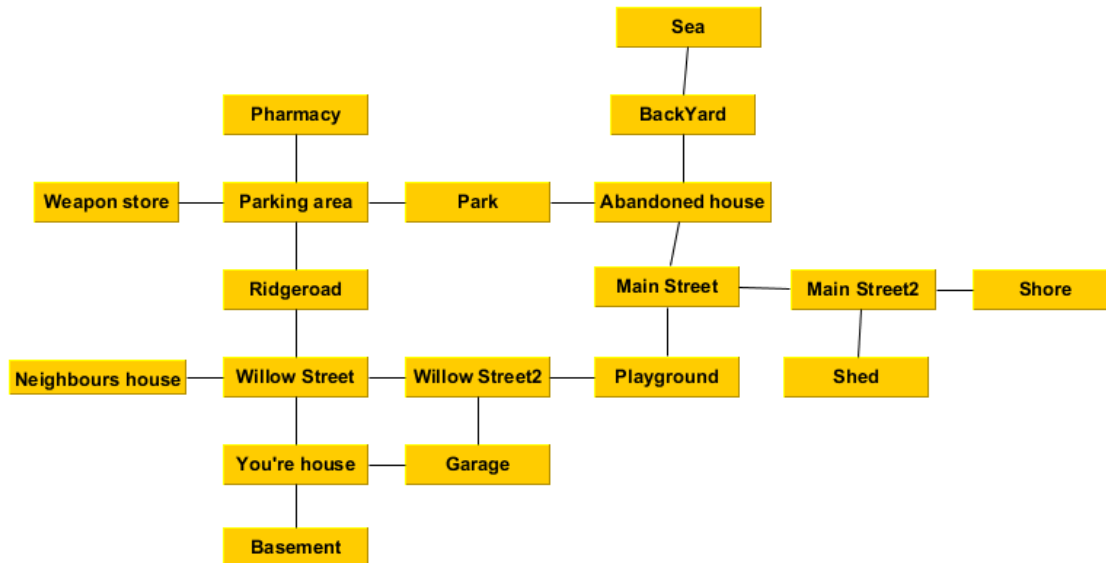 Sea
Pharmacy
BackYard
Weapon store
Parking area
Park
Abandoned house
Ridgeroad
Main Street
Main Street2
Shore
Neighbours house
Willow Street
Willow Street2
Playground
Shed
You're house
Garage
Basement